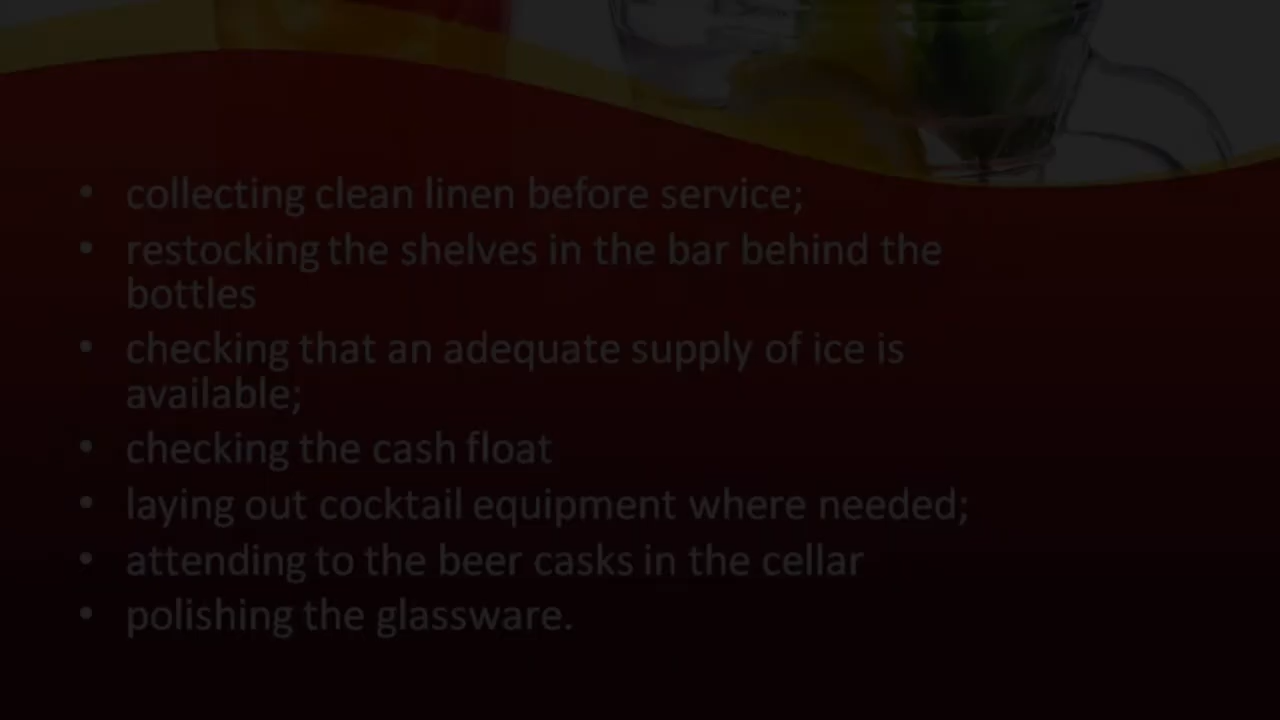 • collecting clean linen before service;
• restocking the shelves in the bar behind the
bottles
• checking that an adequate supply of ice is
available;
• checking the cash float
• laying out cocktail equipment where needed;
• attending to the beer casks in the cellar
• polishing the glassware.